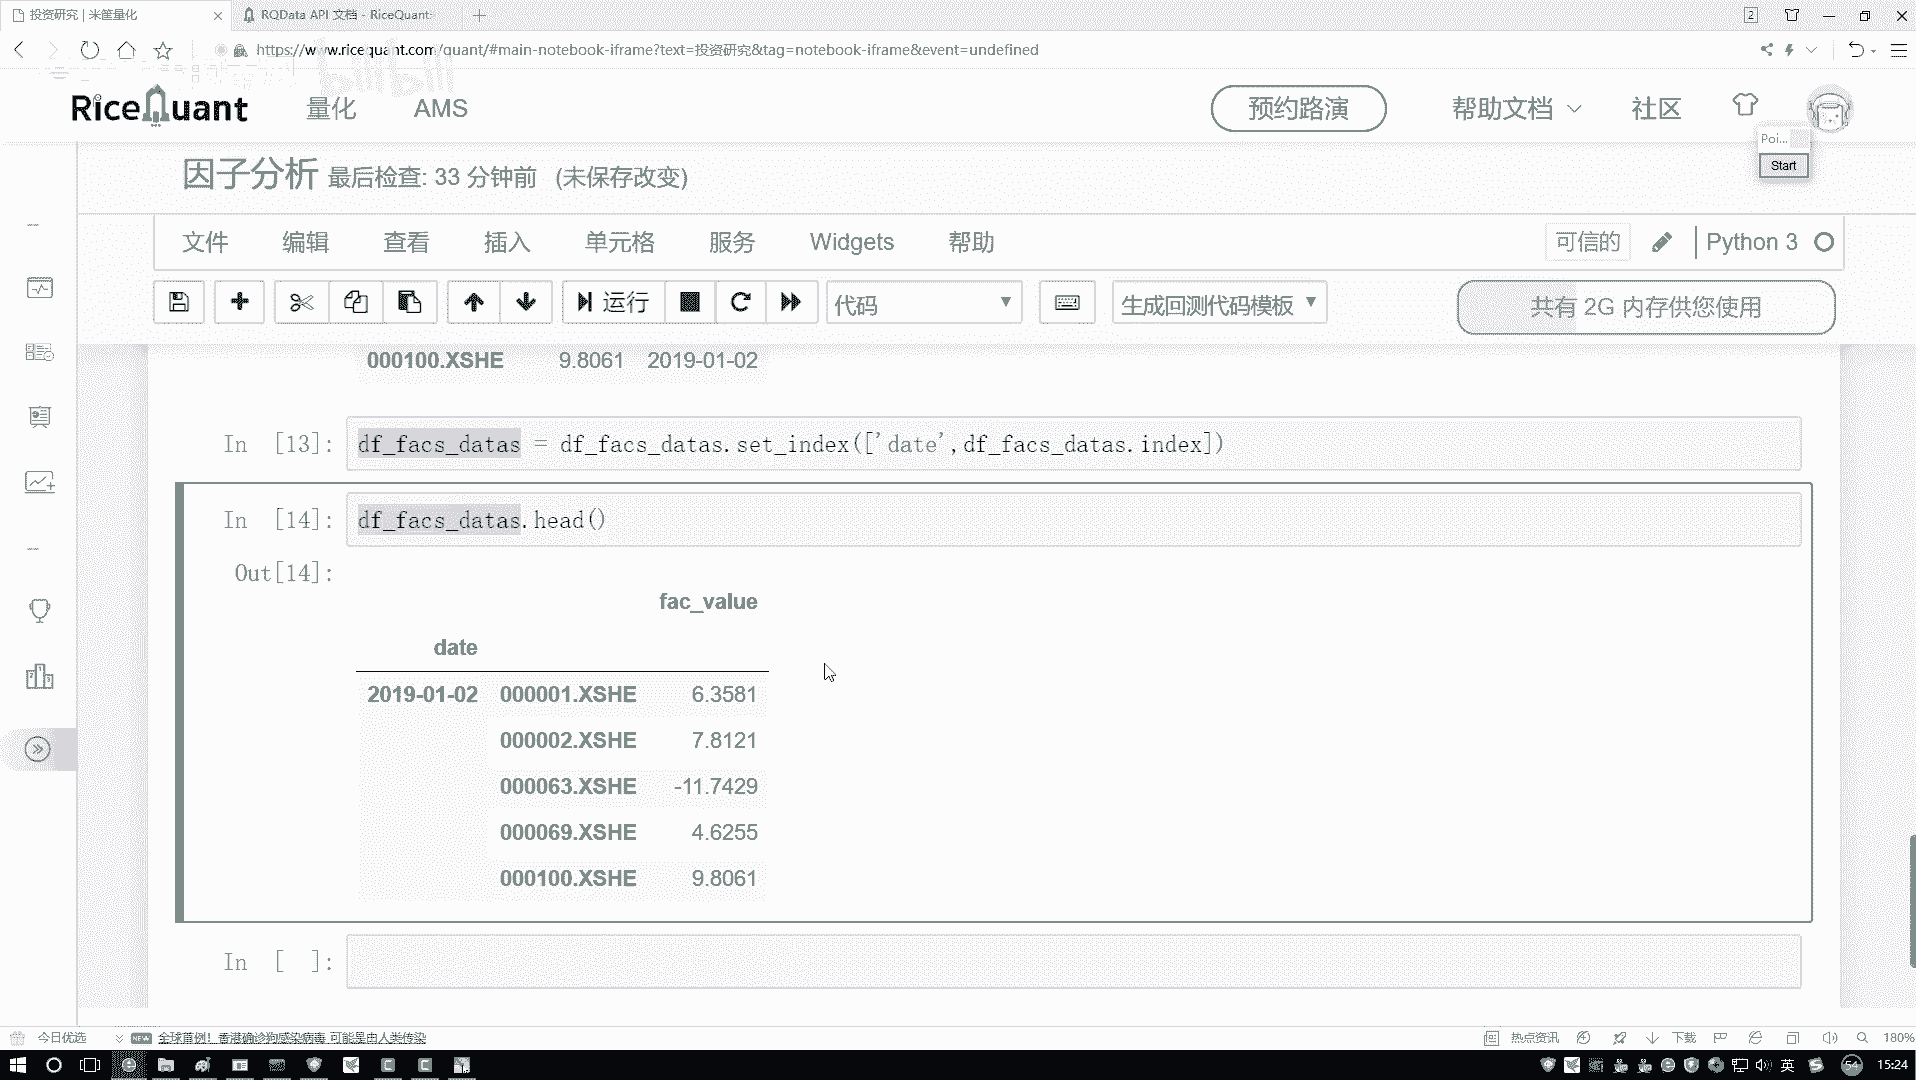 投资研究 | 米筐量化
RQData API 文档 - RiceQuant
2
https://www.ricequant.com/quant/#main-notebook-iframe?text=投资研究&tag=notebook-iframe&event=undefined
bilibili
RiceQuant
量化
AMS
预约路演
帮助文档
社区
Poi...
Start
因子分析 最后检查: 33 分钟前 (未保存改变)
文件 编辑 查看 插入 单元格 服务 Widgets 帮助
可信的
Python 3
运行
代码
生成回测代码模板
共有 2G 内存供您使用
000100.XSHE 9.8061 2019-01-02
In [13]: df_facs_datas = df_facs_datas.set_index(['date',df_facs_datas.index])
In [14]: df_facs_datas.head()
Out[14]:
fac_value
date
2019-01-02 000001.XSHE 6.3581
000002.XSHE 7.8121
000063.XSHE -11.7429
000069.XSHE 4.6255
000100.XSHE 9.8061
In [ ]:
今日优选
NEW
全球首例！香港确诊狗感染病毒 可能是由人类传染
热点资讯
下载
180%
英
54
15:24